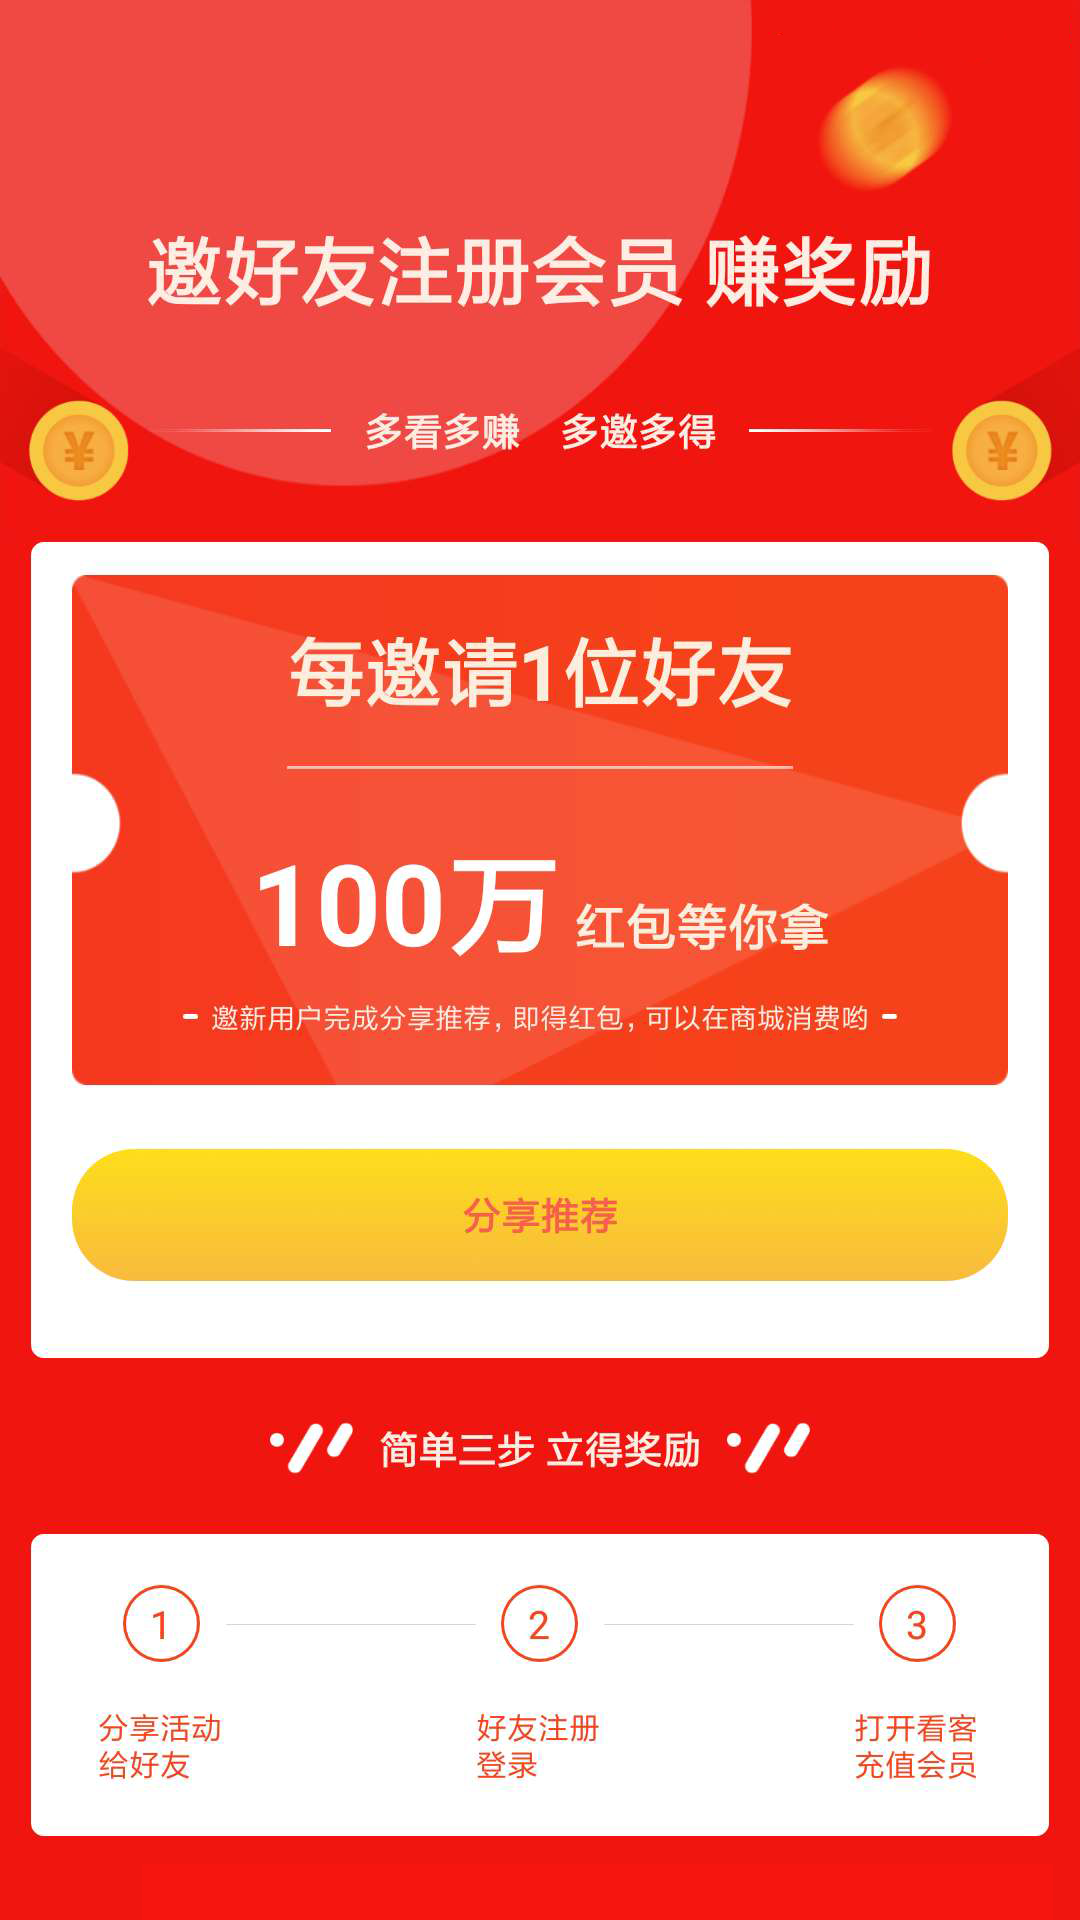 邀好友注册会员 赚奖励
多看多赚 多邀多得
¥
¥
每邀请1位好友
100万 红包等你拿
邀新用户完成分享推荐，即得红包，可以在商城消费哟
分享推荐
简单三步 立得奖励
1
2
3
分享活动
给好友
好友注册
登录
打开看客
充值会员